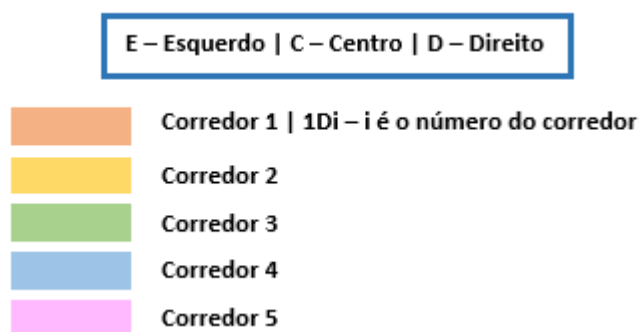 E – Esquerdo | C – Centro | D – Direito
Corredor 1 | 1Di – i é o número do corredor
Corredor 2
Corredor 3
Corredor 4
Corredor 5